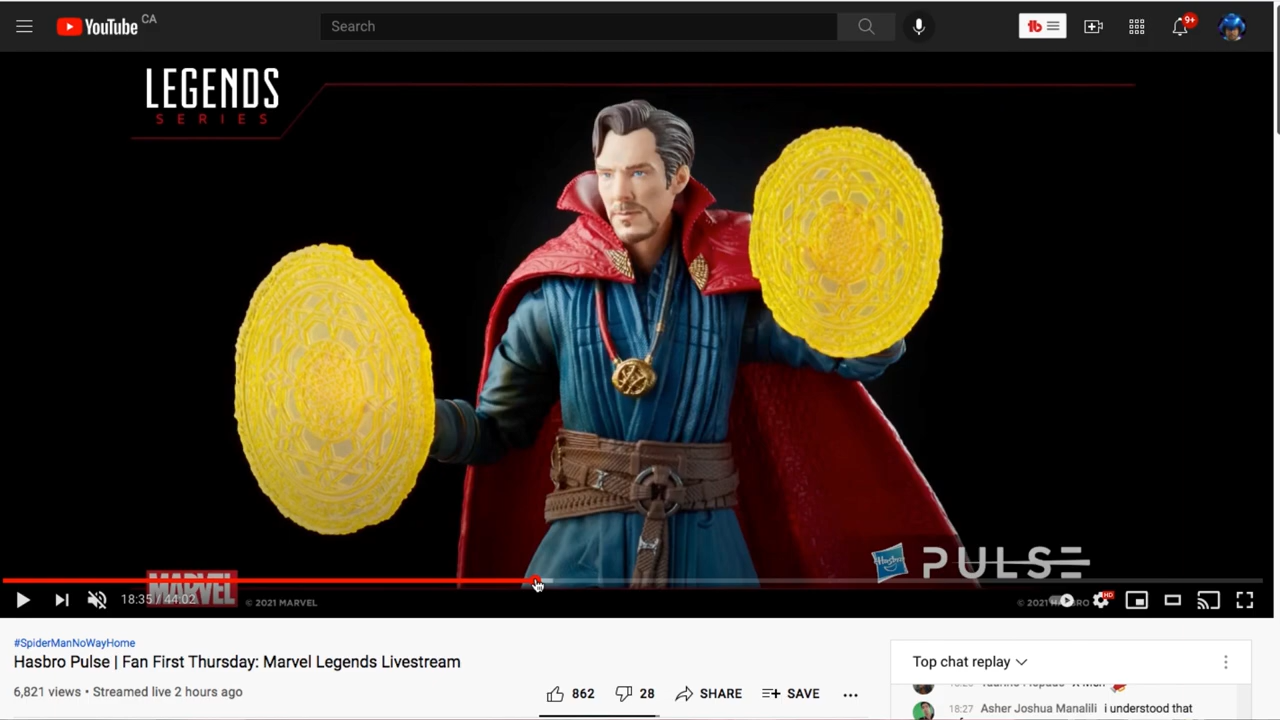 YouTube CA
Search
9+
LEGENDS
SERIES
Hasbro
PULSE
MARVEL
18:35 / 44:02
© 2021 MARVEL
HD
#SpiderManNoWayHome
Hasbro Pulse | Fan First Thursday: Marvel Legends Livestream
6,821 views • Streamed live 2 hours ago
862
28
SHARE
SAVE
Top chat replay
18:27 Asher Joshua Manalili i understood that